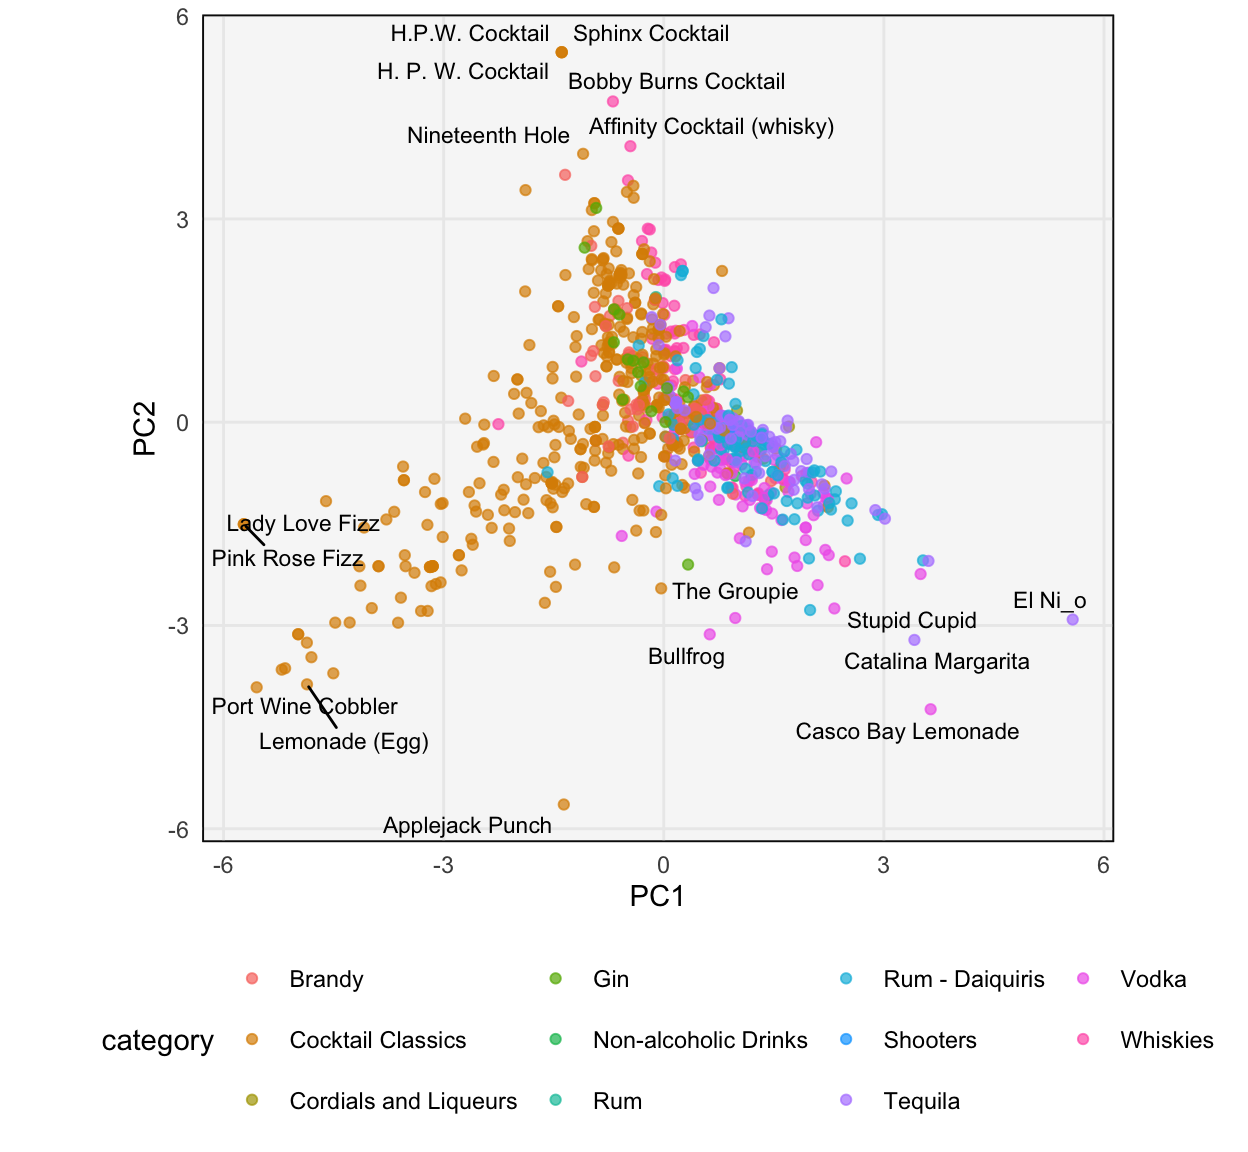 6
H.P.W. Cocktail
Sphinx Cocktail
H. P. W. Cocktail
Bobby Burns Cocktail
Affinity Cocktail (whisky)
Nineteenth Hole
3
PC2
0
Lady Love Fizz
Pink Rose Fizz
The Groupie
El Ni_o
-3
Stupid Cupid
Bullfrog
Catalina Margarita
Port Wine Cobbler
Casco Bay Lemonade
Lemonade (Egg)
Applejack Punch
-6
-6 -3 0 3 6
PC1
category
Brandy
Cocktail Classics
Cordials and Liqueurs
Gin
Non-alcoholic Drinks
Rum
Rum - Daiquiris
Shooters
Tequila
Vodka
Whiskies